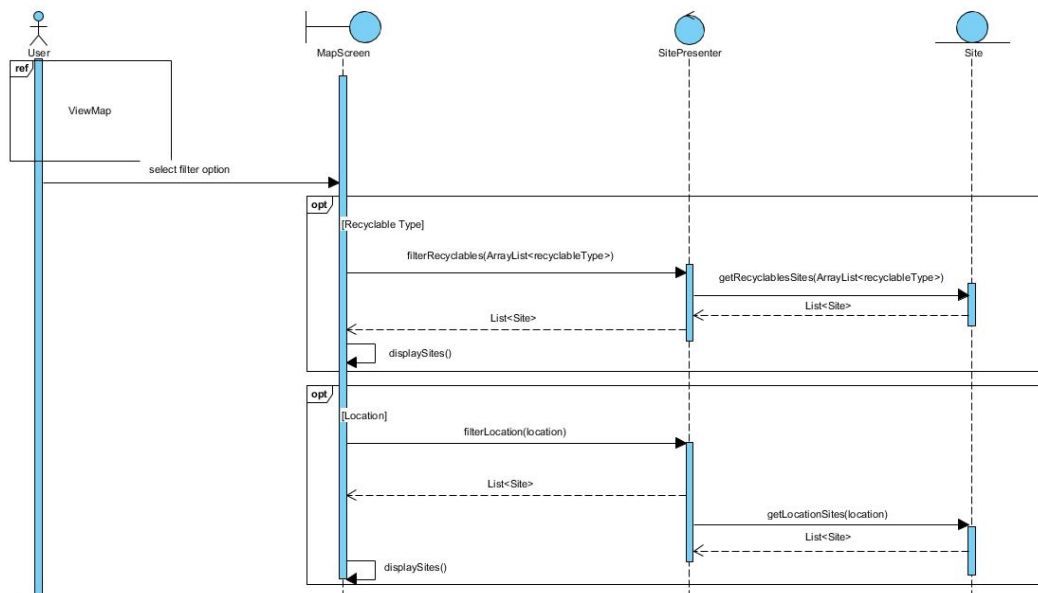 User
MapScreen
SitePresenter
Site
ref
ViewMap
select filter option
opt
[Recyclable Type]
filterRecyclables(ArrayList<recyclableType>)
getRecyclablesSites(ArrayList<recyclableType>)
List<Site>
List<Site>
displaySites()
opt
[Location]
filterLocation(location)
List<Site>
getLocationSites(location)
List<Site>
displaySites()